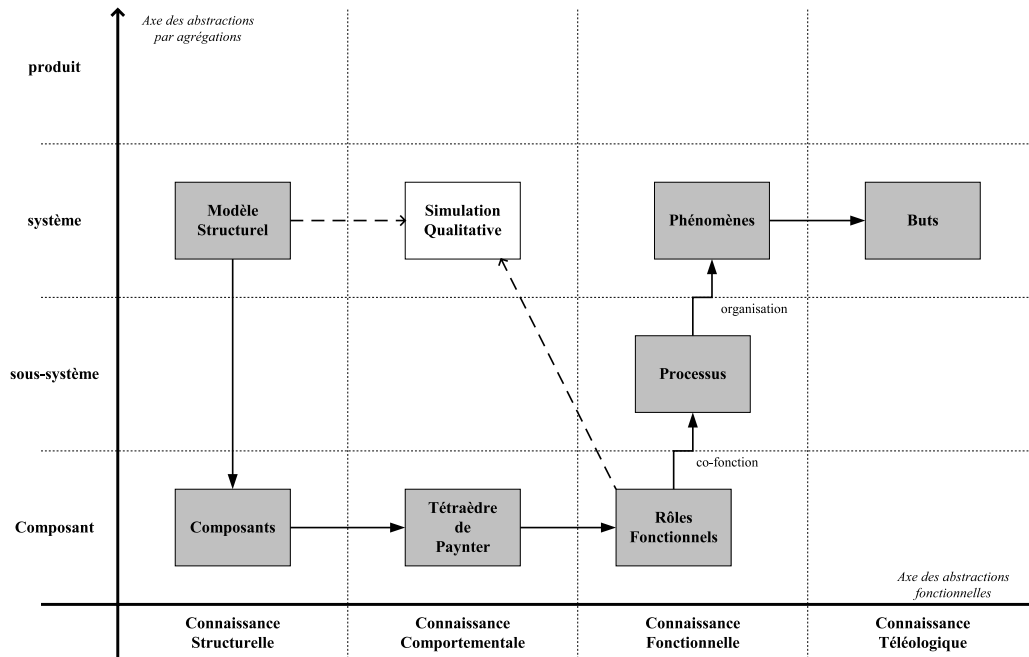 Axe des abstractions
par agrégations
produit
système
Modèle
Structurel
Simulation
Qualitative
Phénomènes
Buts
organisation
sous-système
Processus
co-fonction
Composant
Composants
Tétraèdre
de
Paynter
Rôles
Fonctionnels
Axe des abstractions
fonctionnelles
Connaissance
Structurelle
Connaissance
Comportementale
Connaissance
Fonctionnelle
Connaissance
Téléologique